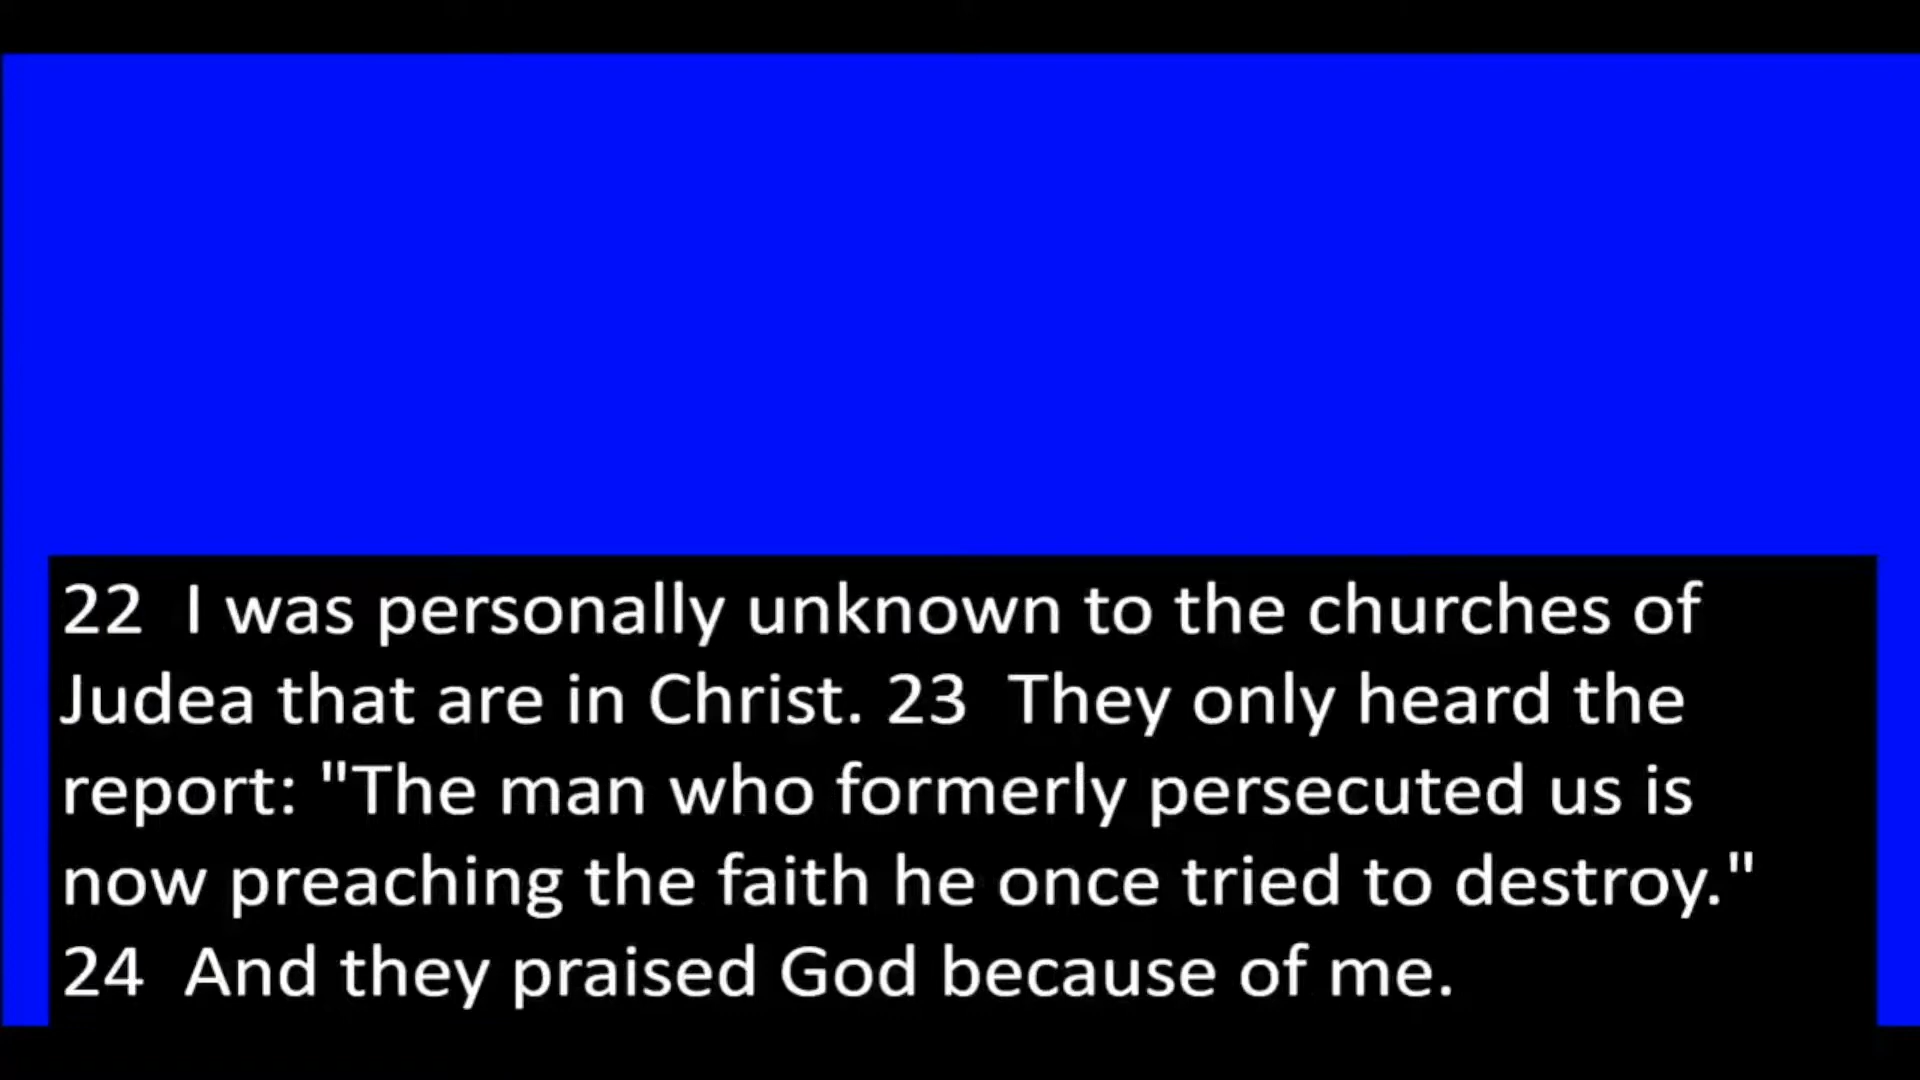 22  I was personally unknown to the churches of
Judea that are in Christ. 23  They only heard the
report: "The man who formerly persecuted us is
now preaching the faith he once tried to destroy."
24  And they praised God because of me.